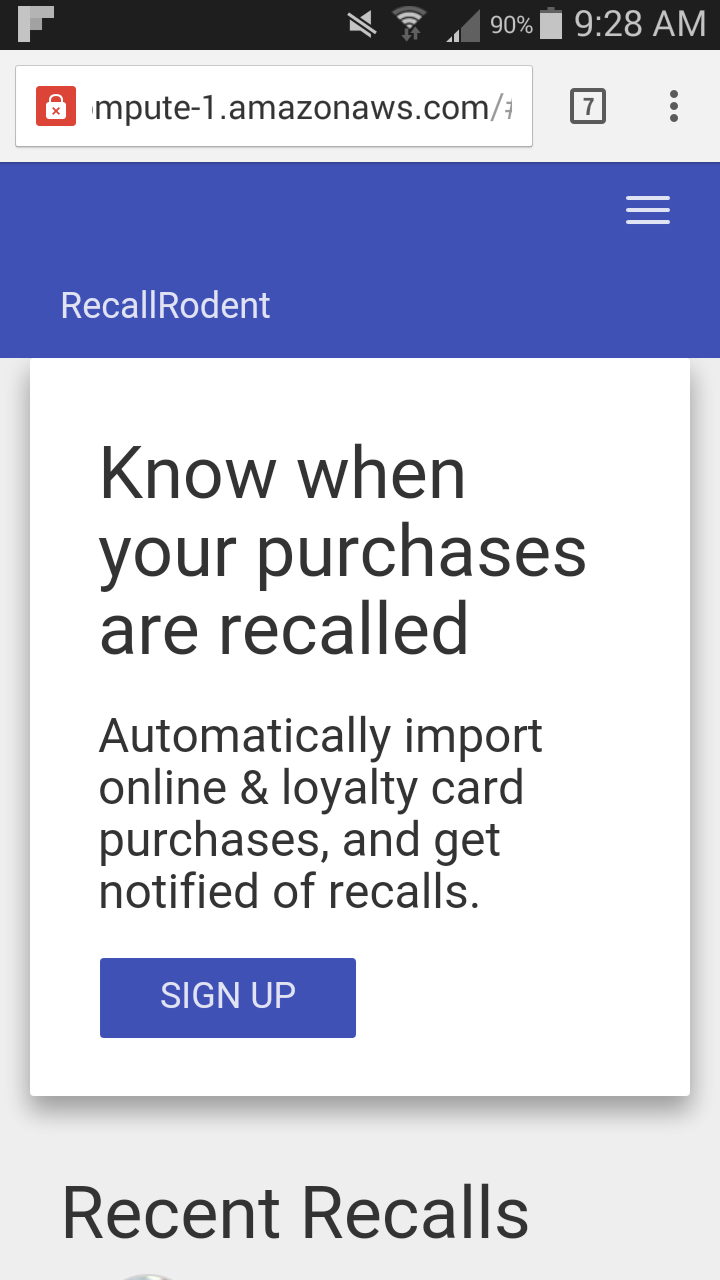 90% 9:28 AM
ompute-1.amazonaws.com/#
7
RecallRodent
Know when
your purchases
are recalled
Automatically import
online & loyalty card
purchases, and get
notified of recalls.
SIGN UP
Recent Recalls